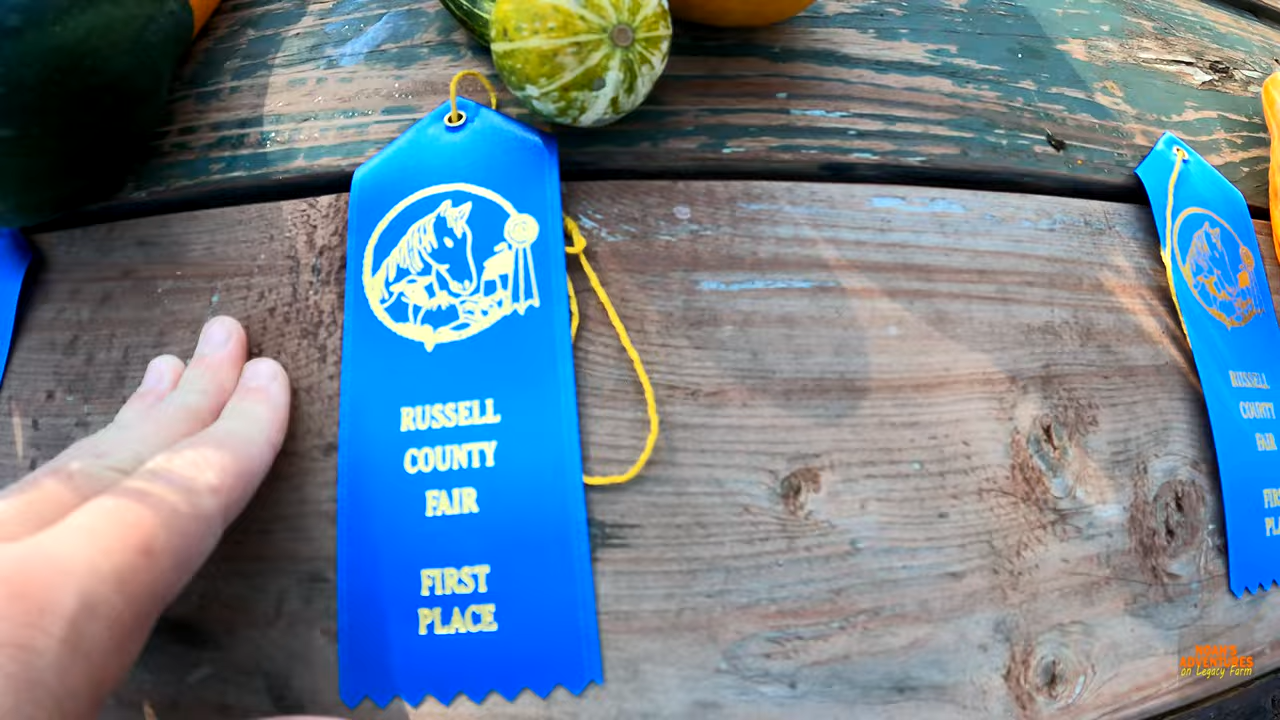 RUSSELL
COUNTY
FAIR
FIRST
PLACE
RUSSELL
COUNTY
FAIR
NOAH'S
ADVENTURES
on Legacy Farm